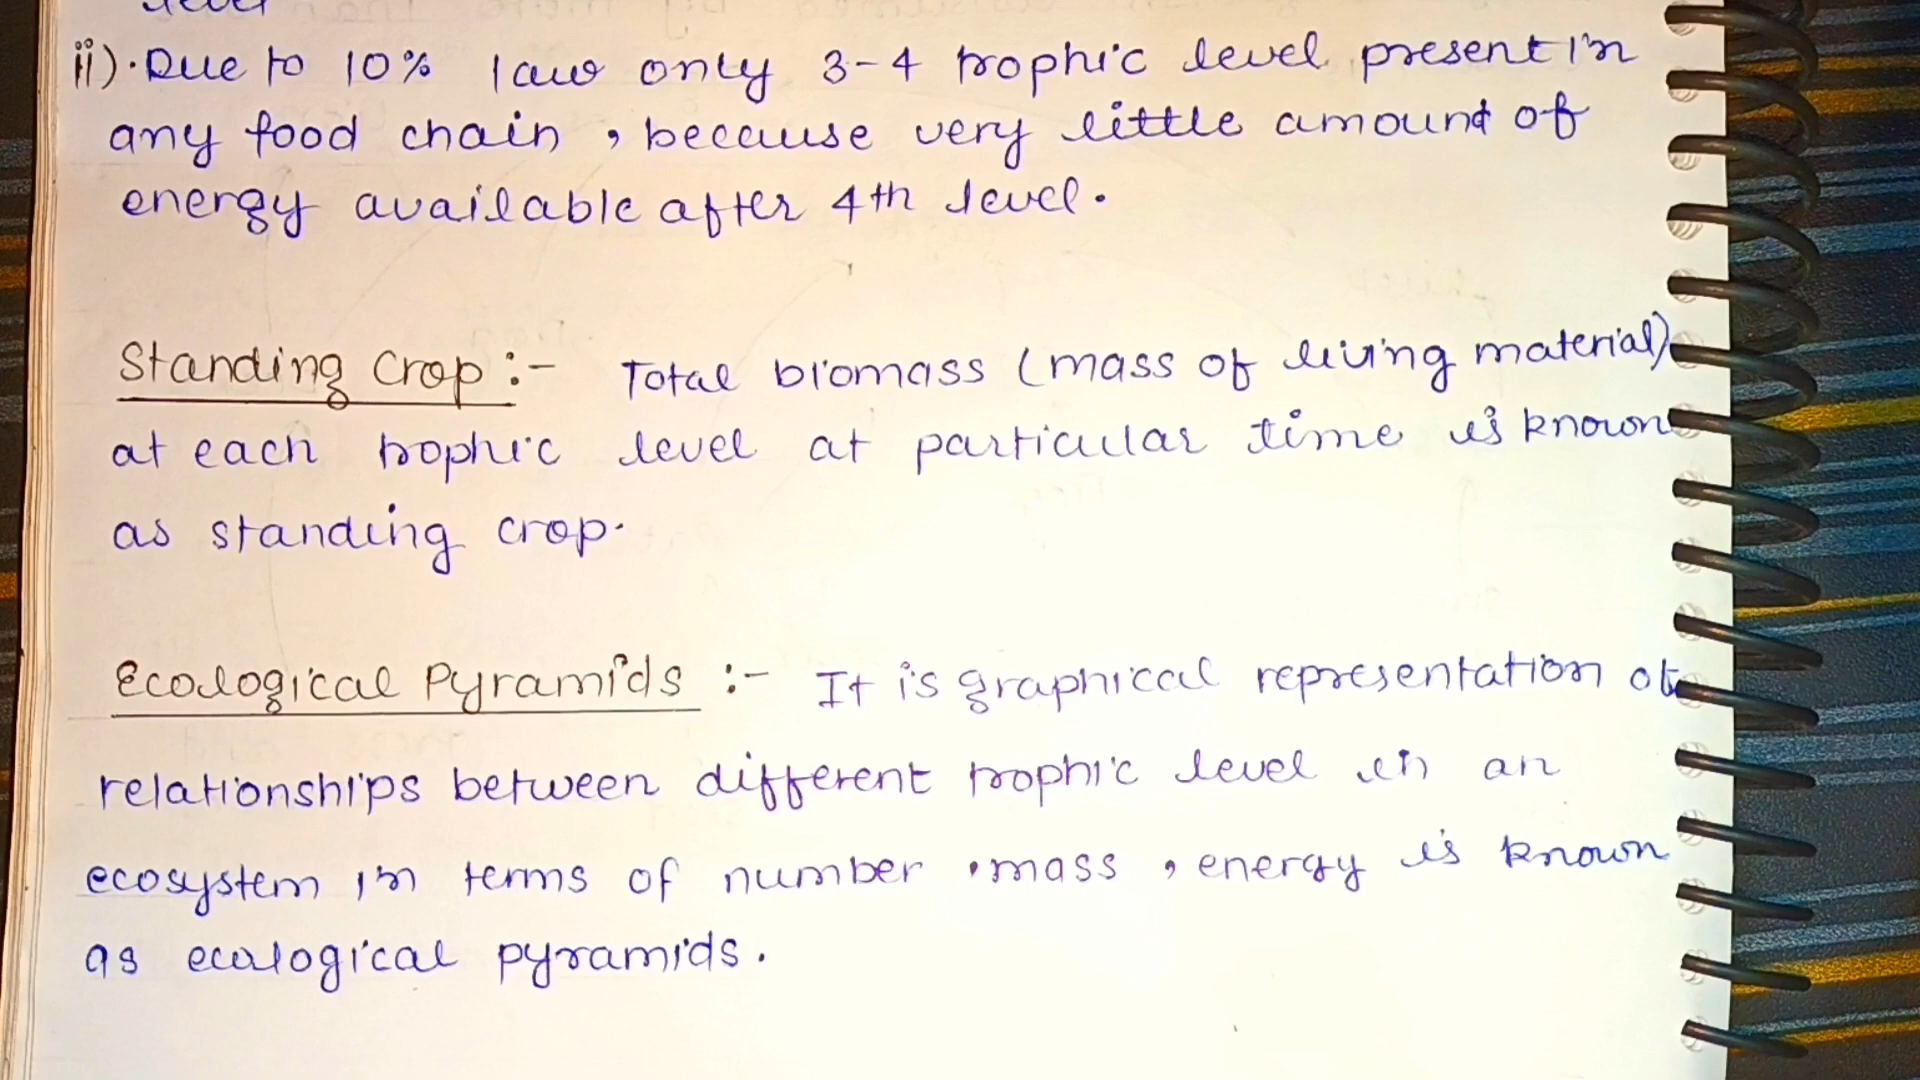 level
ii).Due to 10% law only 3-4 trophic level present in
any food chain, because very little amount of
energy available after 4th level.
Standing Crop:- Total biomass (mass of living material)
at each trophic level at particular time is known
as standing crop.
Ecological Pyramids :- It is graphical representation of
relationships between different trophic level in an
ecosystem in terms of number, mass, energy is known
as ecological pyramids.